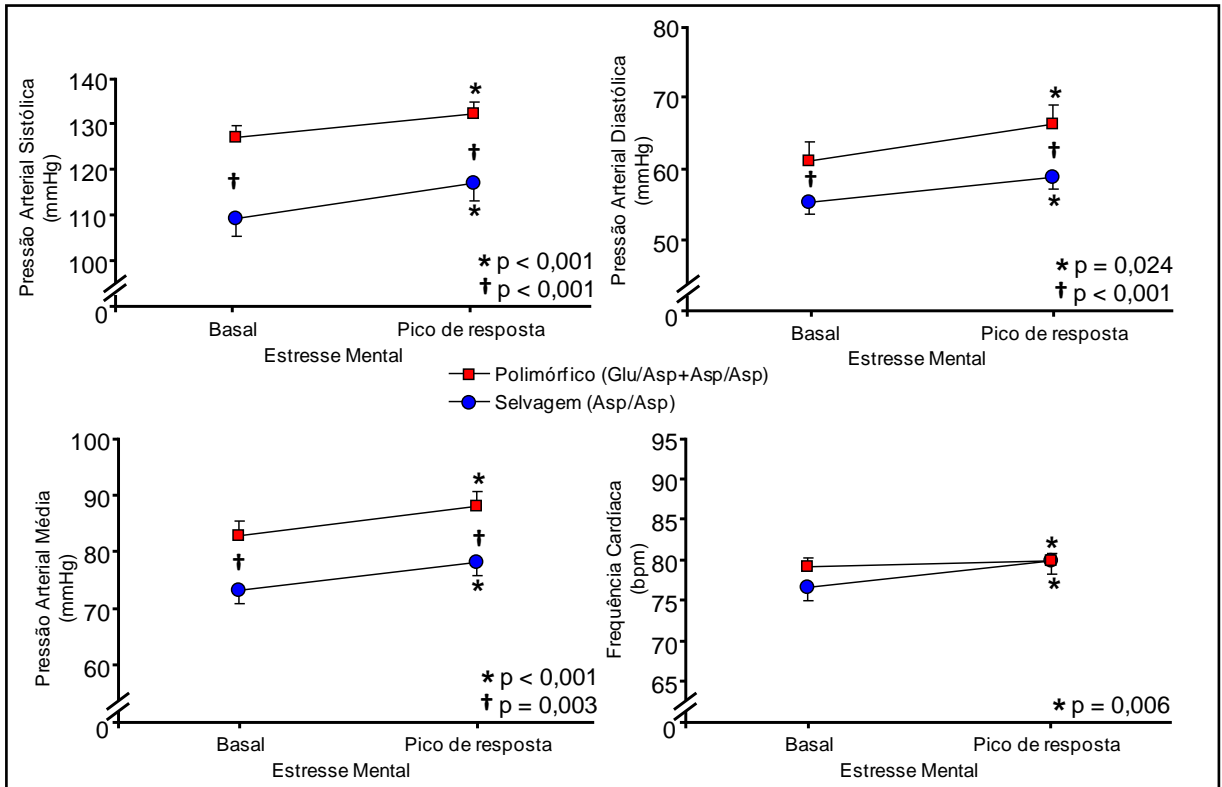 Pressão Arterial Sistólica
(mmHg)
140
130
120
110
100
0
*
†
†
*
* p < 0,001
† p < 0,001
Basal
Pico de resposta
Estresse Mental
Pressão Arterial Diastólica
(mmHg)
80
70
60
50
0
*
†
†
*
* p = 0,024
† p < 0,001
Basal
Pico de resposta
Estresse Mental
Polimórfico (Glu/Asp+Asp/Asp)
Selvagem (Asp/Asp)
Pressão Arterial Média
(mmHg)
100
90
80
70
60
0
*
†
†
*
* p < 0,001
† p = 0,003
Basal
Pico de resposta
Estresse Mental
Frequência Cardíaca
(bpm)
95
90
85
80
75
70
65
0
*
*
* p = 0,006
Basal
Pico de resposta
Estresse Mental